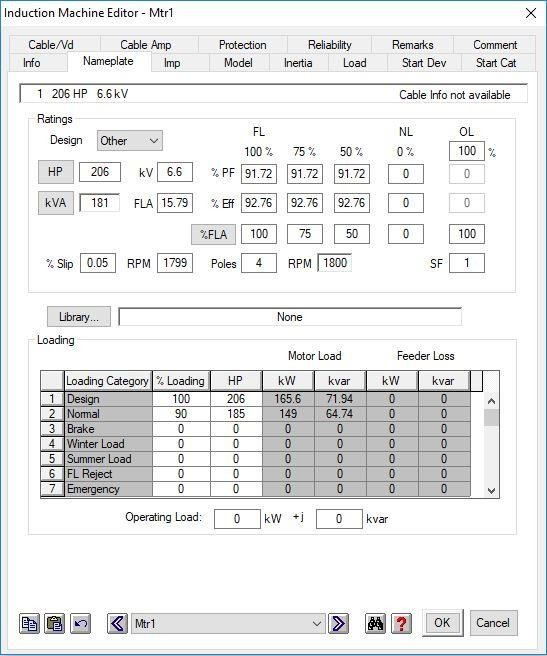 Induction Machine Editor - Mtr1
Cable/Vd Cable Amp Protection Reliability Remarks Comment
Info Nameplate Imp Model Inertia Load Start Dev Start Cat
1 206 HP 6.6 kV Cable Info not available
Ratings
FL NL OL
Design Other 100 % 75 % 50 % 0 % 100 %
HP 206 kV 6.6 % PF 91.72 91.72 91.72 0 0
kVA 181 FLA 15.79 % Eff 92.76 92.76 92.76 0 0
%FLA 100 75 50 0 100
% Slip 0.05 RPM 1799 Poles 4 RPM 1800 SF 1
Library... None
Loading
Motor Load Feeder Loss
Loading Category % Loading HP kW kvar kW kvar
1 Design 100 206 165.6 71.94 0 0
2 Normal 90 185 149 64.74 0 0
3 Brake 0 0 0 0 0 0
4 Winter Load 0 0 0 0 0 0
5 Summer Load 0 0 0 0 0 0
6 FL Reject 0 0 0 0 0 0
7 Emergency 0 0 0 0 0 0
Operating Load: 0 kW +j 0 kvar
Mtr1 ? OK Cancel